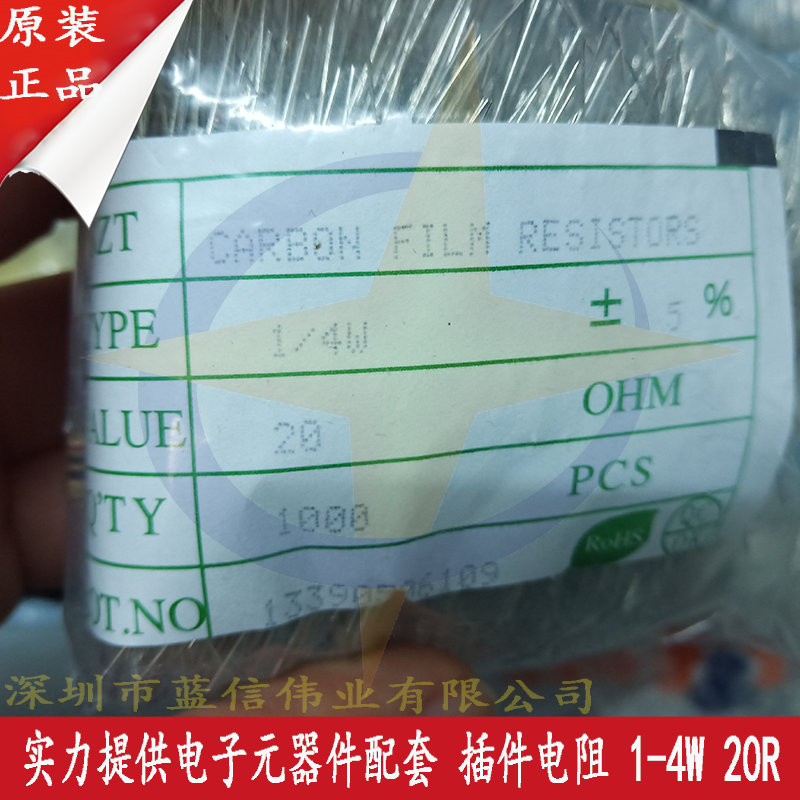 原装
正品
ZT CARBON FILM RESISTORS
YPE 1/4W ± 5 %
ALUE 20 OHM
Q'TY 1000 PCS
OT.NO RoHS
深圳市蓝信伟业有限公司
实力提供电子元器件配套 插件电阻 1-4W 20R